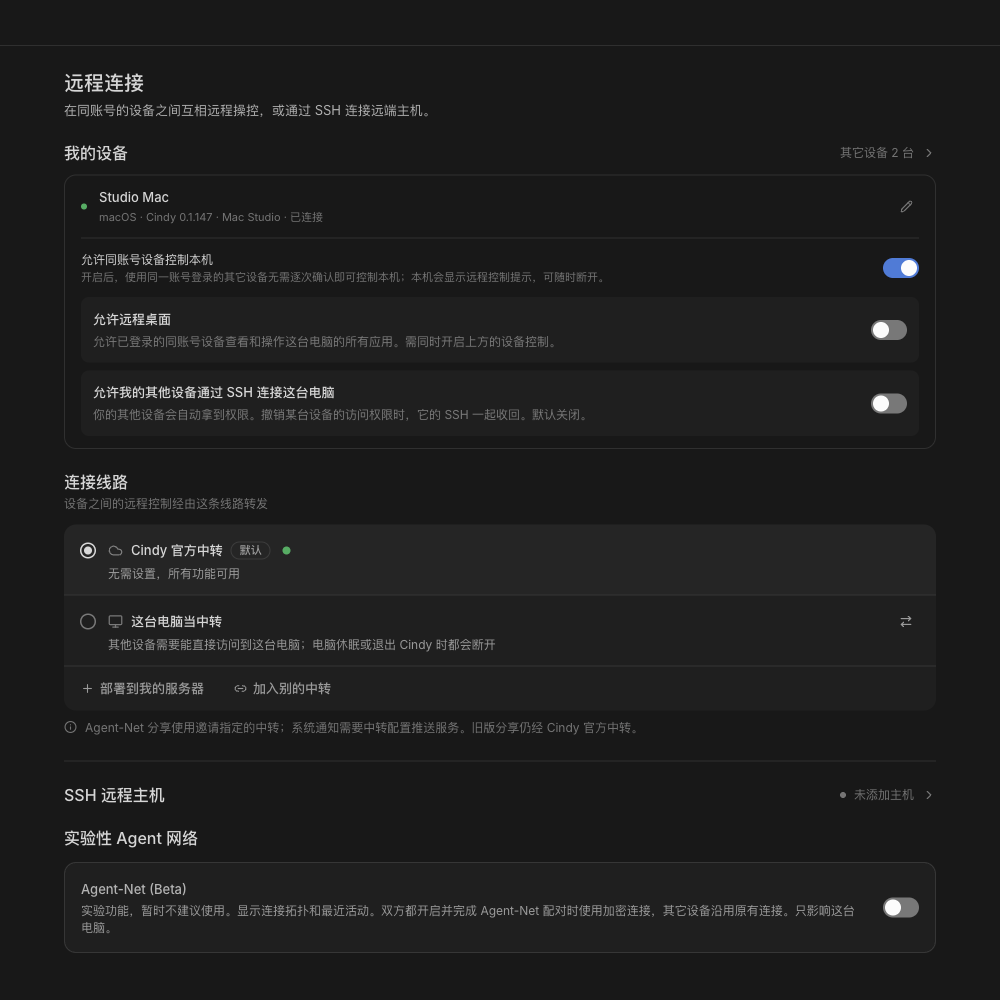 远程连接
在同账号的设备之间互相远程操控，或通过 SSH 连接远端主机。
我的设备
其它设备 2 台
Studio Mac
macOS · Cindy 0.1.147 · Mac Studio · 已连接
允许同账号设备控制本机
开启后，使用同一账号登录的其它设备无需逐次确认即可控制本机；本机会显示远程控制提示，可随时断开。
允许远程桌面
允许已登录的同账号设备查看和操作这台电脑的所有应用。需同时开启上方的设备控制。
允许我的其他设备通过 SSH 连接这台电脑
你的其他设备会自动拿到权限。撤销某台设备的访问权限时，它的 SSH 一起收回。默认关闭。
连接线路
设备之间的远程控制经由这条线路转发
Cindy 官方中转 默认
无需设置，所有功能可用
这台电脑当中转
其他设备需要能直接访问到这台电脑；电脑休眠或退出 Cindy 时都会断开
部署到我的服务器 加入别的中转
Agent-Net 分享使用邀请指定的中转；系统通知需要中转配置推送服务。旧版分享仍经 Cindy 官方中转。
SSH 远程主机
未添加主机
实验性 Agent 网络
Agent-Net (Beta)
实验功能，暂时不建议使用。显示连接拓扑和最近活动。双方都开启并完成 Agent-Net 配对时使用加密连接，其它设备沿用原有连接。只影响这台
电脑。